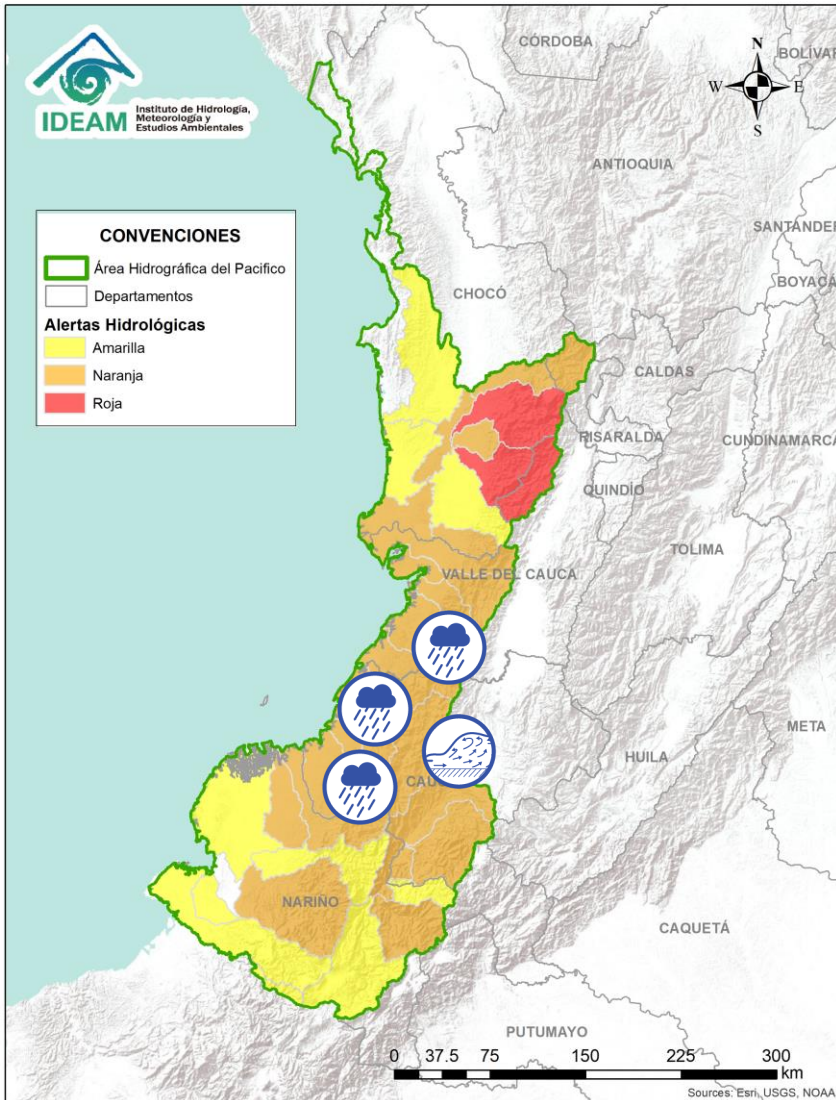 IDEAM
Instituto de Hidrología,
Meteorología y
Estudios Ambientales
N
W
E
S
CÓRDOBA
BOLÍVAR
ANTIOQUIA
SANTANDER
BOYACÁ
CHOCÓ
CALDAS
RISARALDA
CUNDINAMARCA
QUINDÍO
TOLIMA
VALLE DEL CAUCA
META
HUILA
CAUC
NARIÑO
CAQUETÁ
PUTUMAYO
CONVENCIONES
Área Hidrográfica del Pacifico
Departamentos
Alertas Hidrológicas
Amarilla
Naranja
Roja
0 37.5 75 150 225 300
km
Sources: Esri, USGS, NOAA